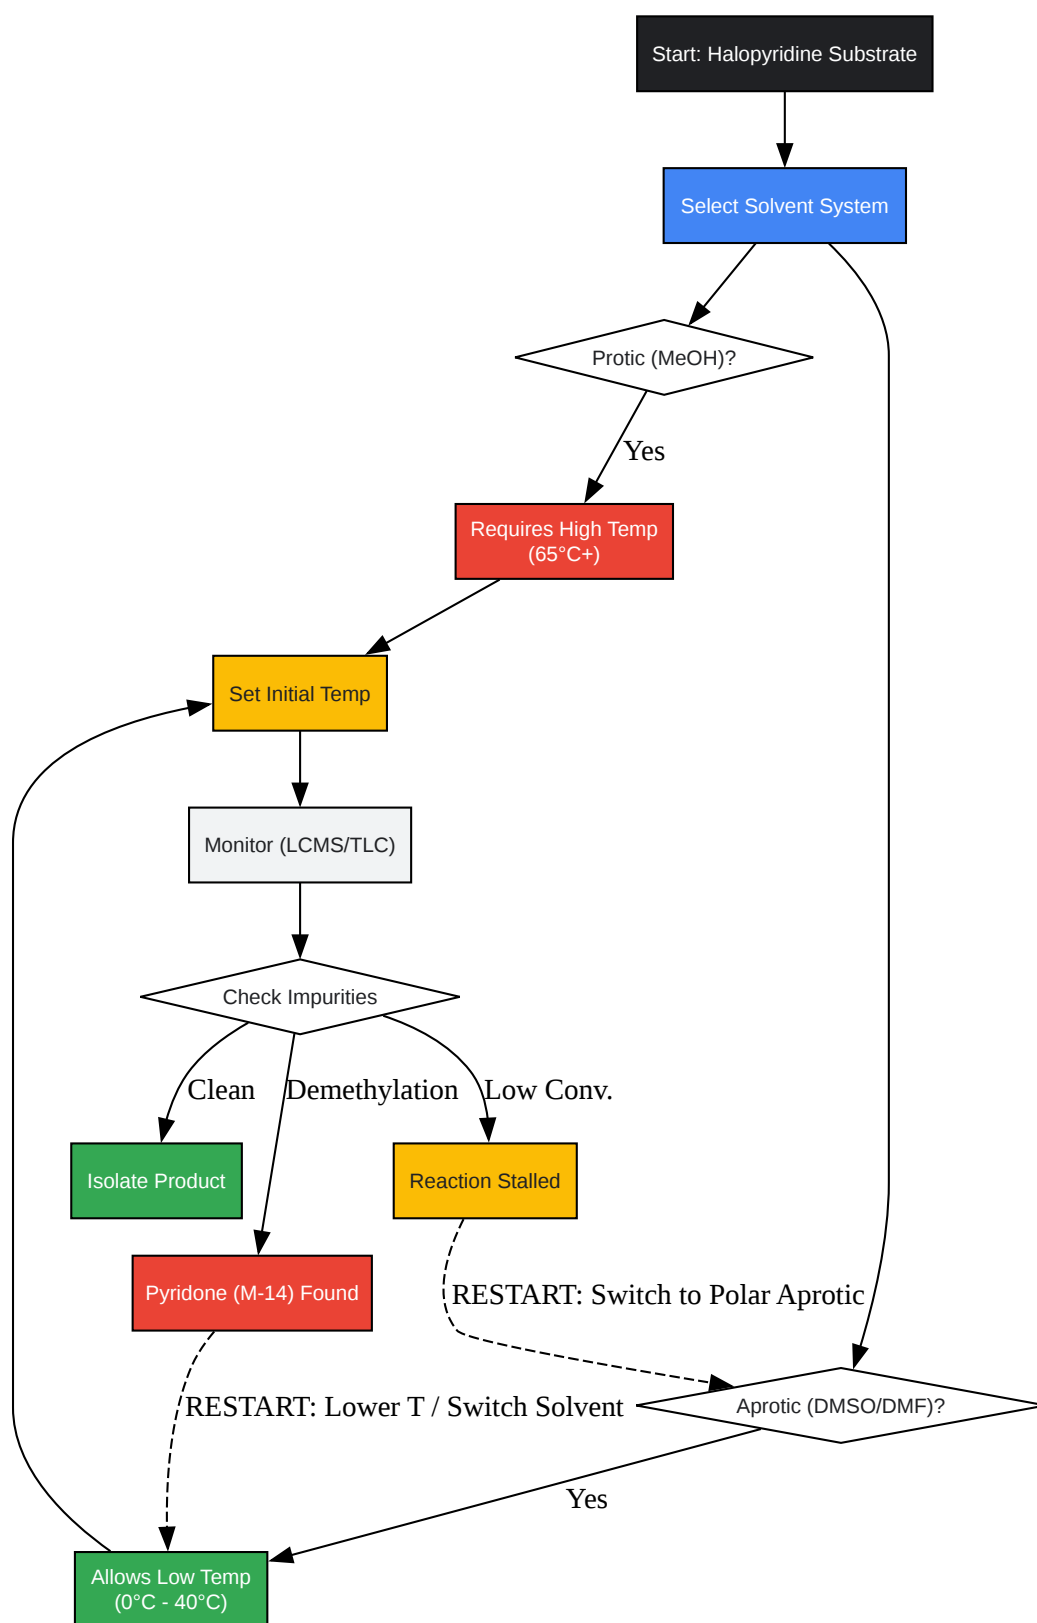 Start: Halopyridine Substrate
Select Solvent System
Protic (MeOH)?
Yes
Requires High Temp
(65°C+)
Set Initial Temp
Monitor (LCMS/TLC)
Check Impurities
Clean
Demethylation
Low Conv.
Isolate Product
Reaction Stalled
Pyridone (M-14) Found
RESTART: Switch to Polar Aprotic
RESTART: Lower T / Switch Solvent
Aprotic (DMSO/DMF)?
Yes
Allows Low Temp
(0°C - 40°C)